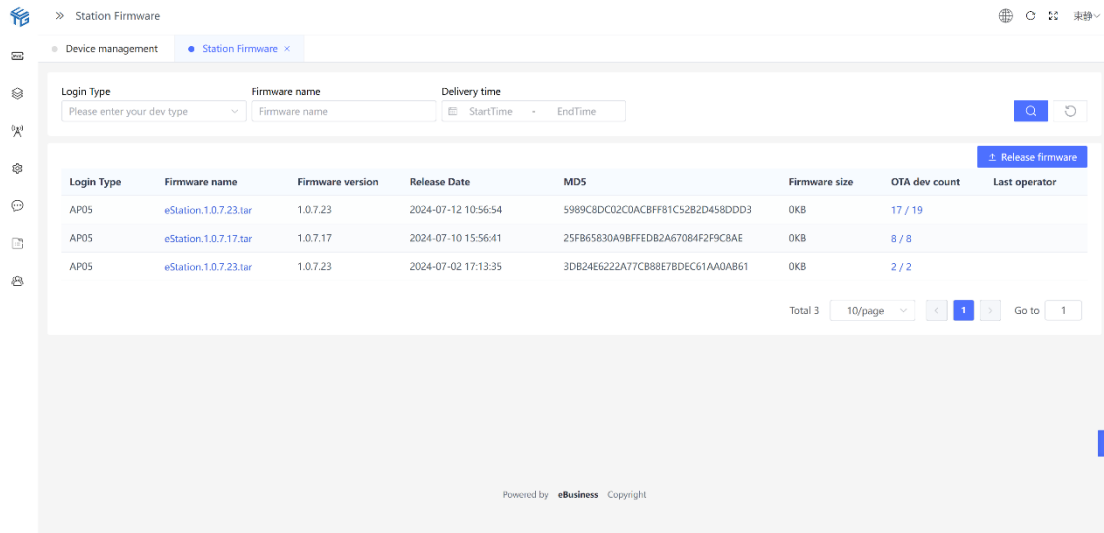 Station Firmware 束静
Device management Station Firmware ×
Login Type Firmware name Delivery time
Please enter your dev type Firmware name StartTime - EndTime
Release firmware
Login Type Firmware name Firmware version Release Date MD5 Firmware size OTA dev count Last operator
AP05 eStation.1.0.7.23.tar 1.0.7.23 2024-07-12 10:56:54 5989C8DC02C0ACBFF81C52B2D458DDD3 0KB 17 / 19
AP05 eStation.1.0.7.17.tar 1.0.7.17 2024-07-10 15:56:41 25FB65830A9BFFEDB2A67084F2F9C8AE 0KB 8 / 8
AP05 eStation.1.0.7.23.tar 1.0.7.23 2024-07-02 17:13:35 3DB24E6222A77CB88E7BDEC61AA0AB61 0KB 2 / 2
Total 3 10/page 1 Go to 1
Powered by eBusiness Copyright